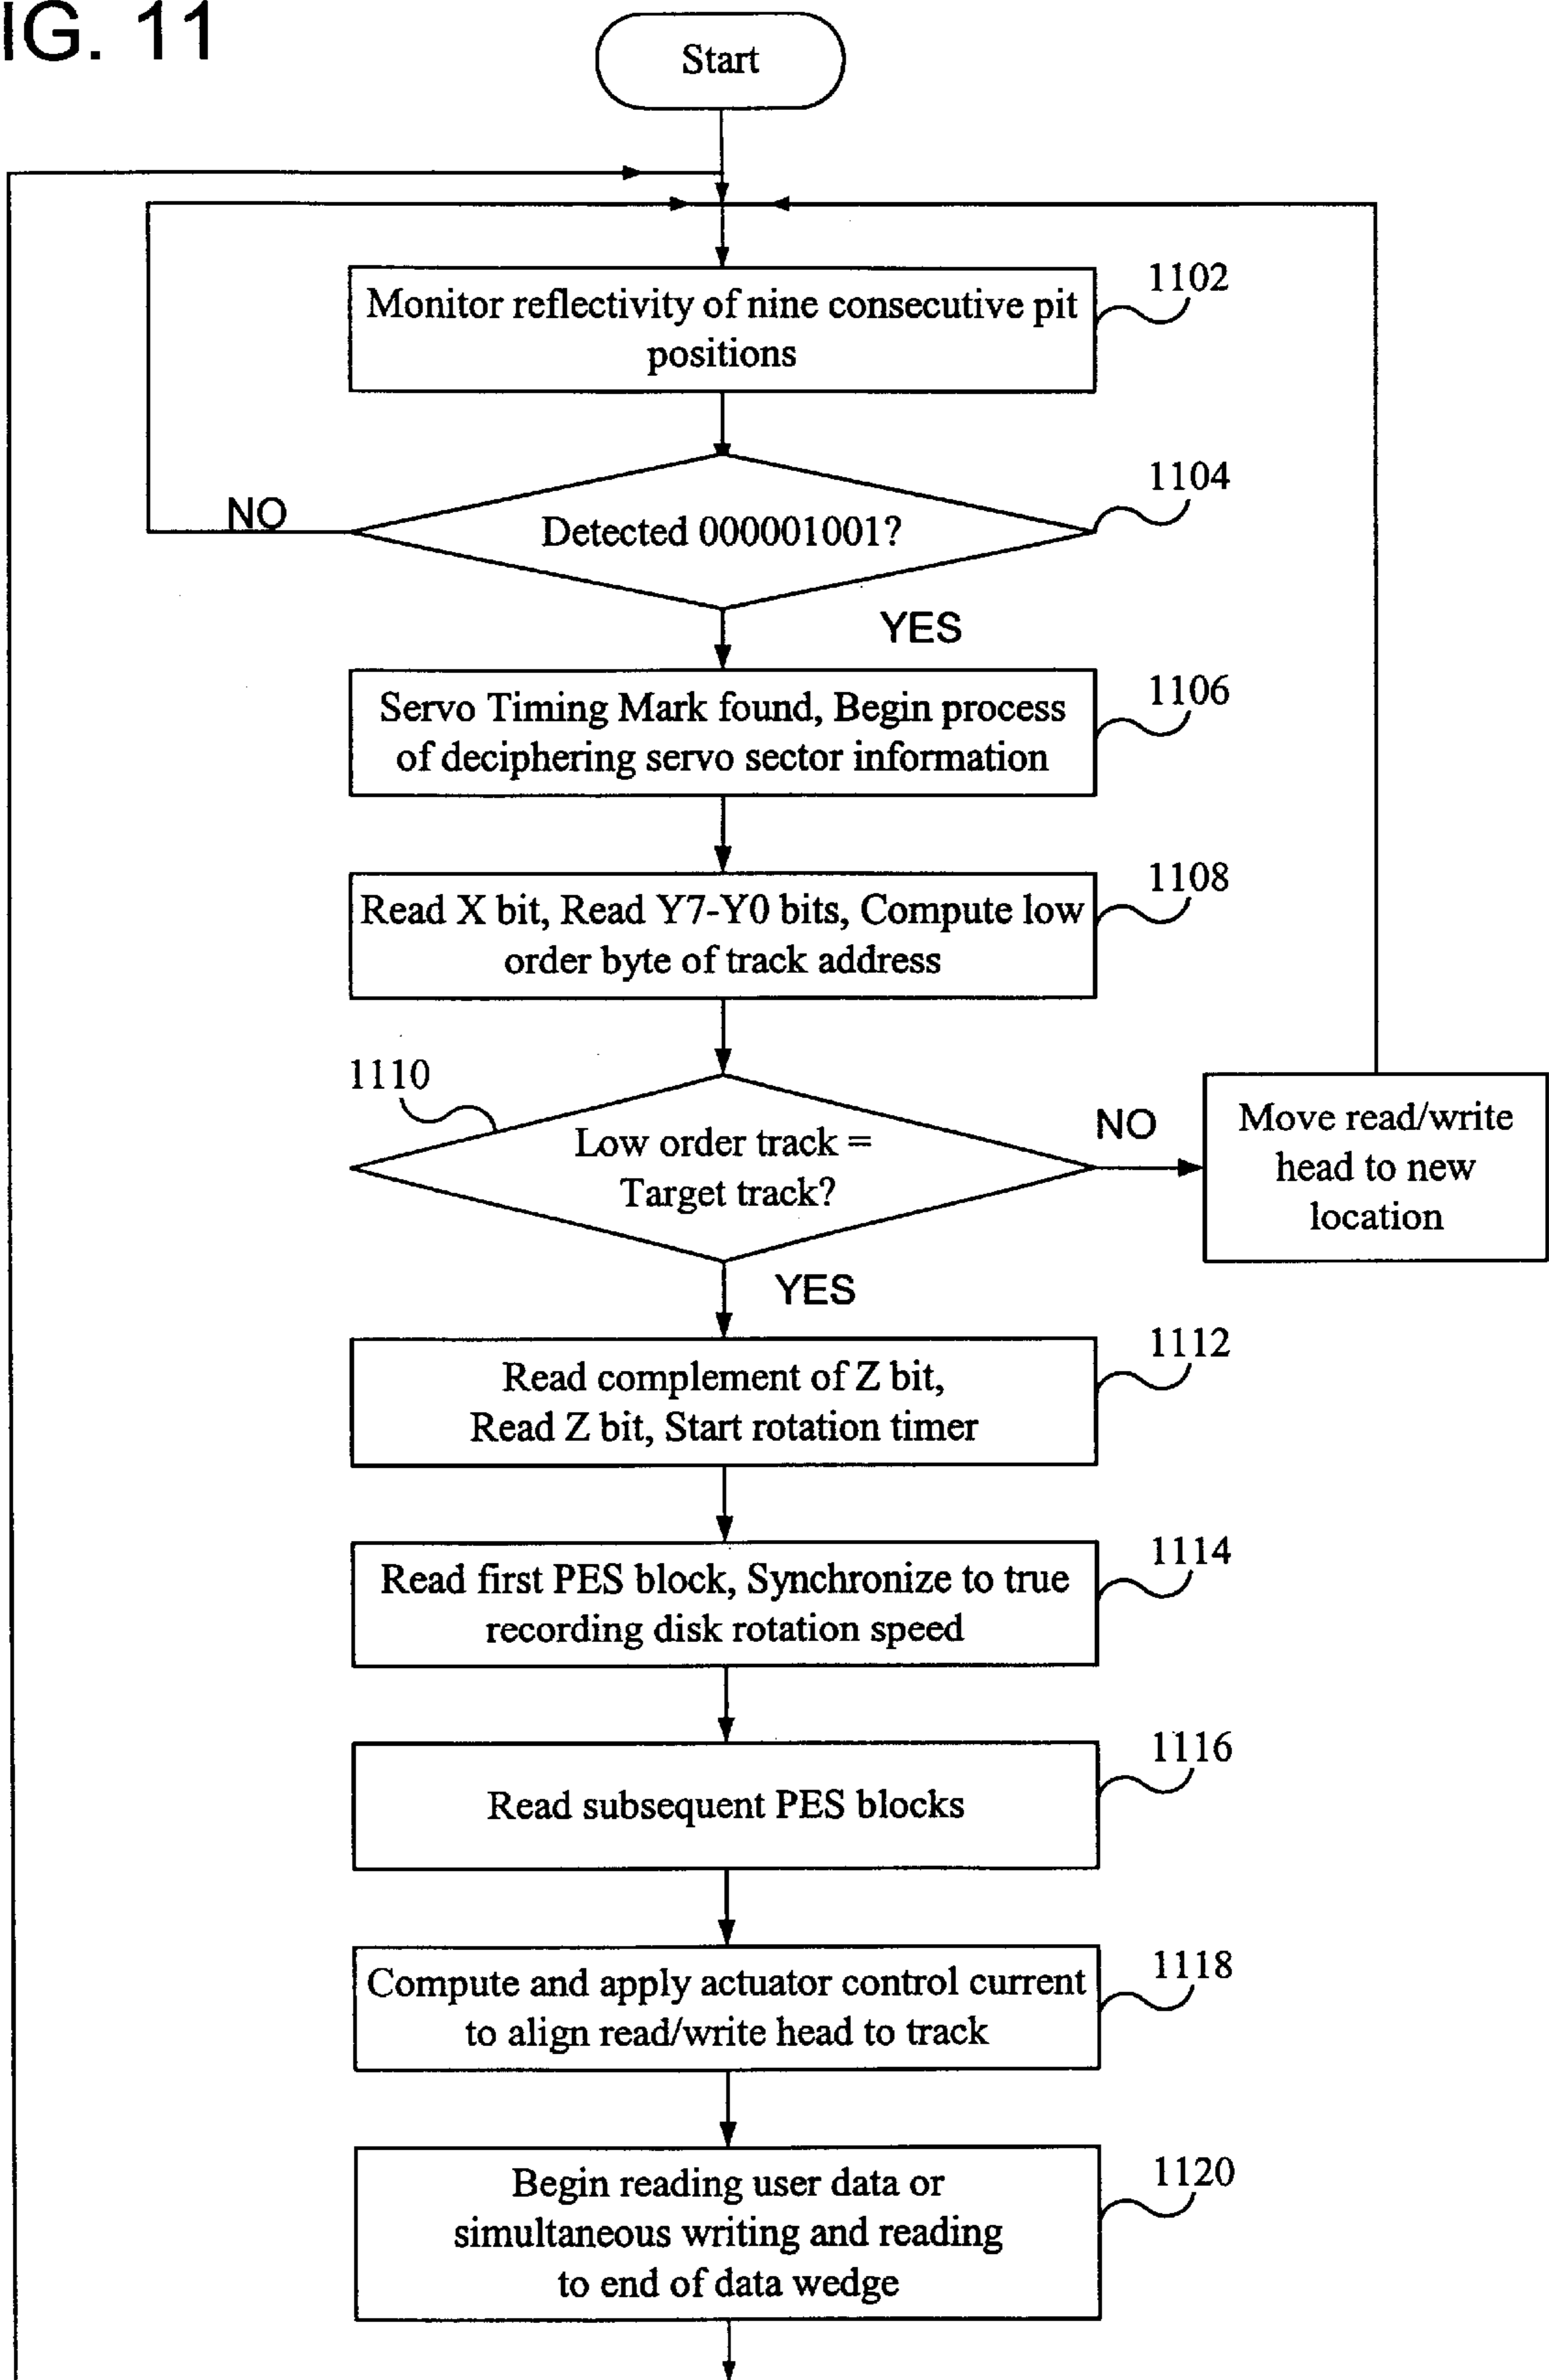 IG. 11
Start
1102
Monitor reflectivity of nine consecutive pit
positions
1104
NO
Detected 000001001?
YES
1106
Servo Timing Mark found, Begin process
of deciphering servo sector information
1108
Read X bit, Read Y7-Y0 bits, Compute low
order byte of track address
1110
Low order track =
Target track?
NO
Move read/write
head to new
location
YES
1112
Read complement of Z bit,
Read Z bit, Start rotation timer
1114
Read first PES block, Synchronize to true
recording disk rotation speed
1116
Read subsequent PES blocks
1118
Compute and apply actuator control current
to align read/write head to track
1120
Begin reading user data or
simultaneous writing and reading
to end of data wedge